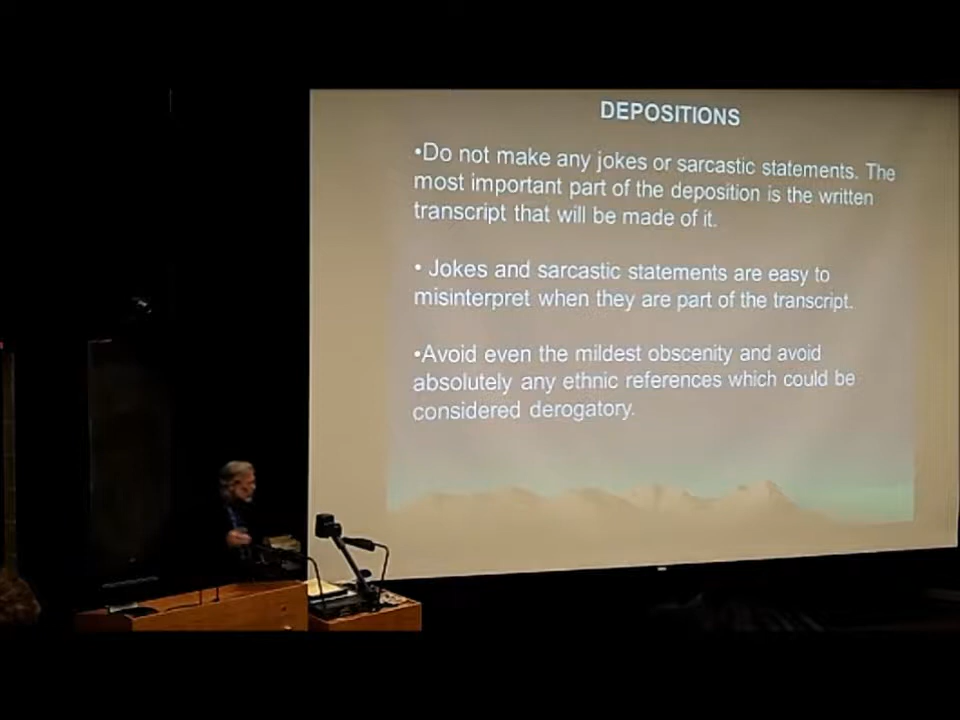 DEPOSITIONS
•Do not make any jokes or sarcastic statements. The
most important part of the deposition is the written
transcript that will be made of it.
• Jokes and sarcastic statements are easy to
misinterpret when they are part of the transcript.
•Avoid even the mildest obscenity and avoid
absolutely any ethnic references which could be
considered derogatory.